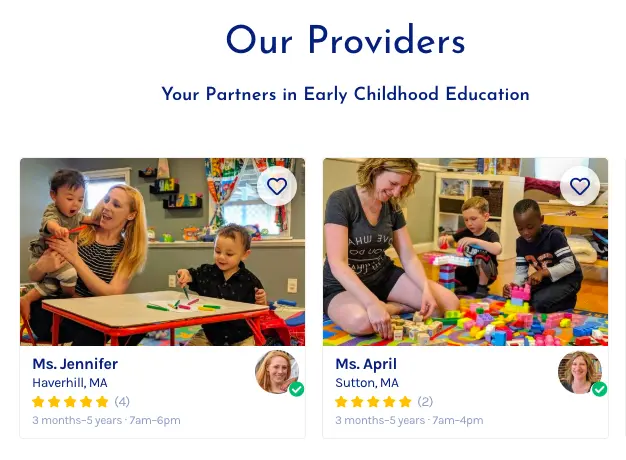 Our Providers
Your Partners in Early Childhood Education
Ms. Jennifer
Haverhill, MA
(4)
3 months–5 years · 7am–6pm
Ms. April
Sutton, MA
(2)
3 months–5 years · 7am–4pm